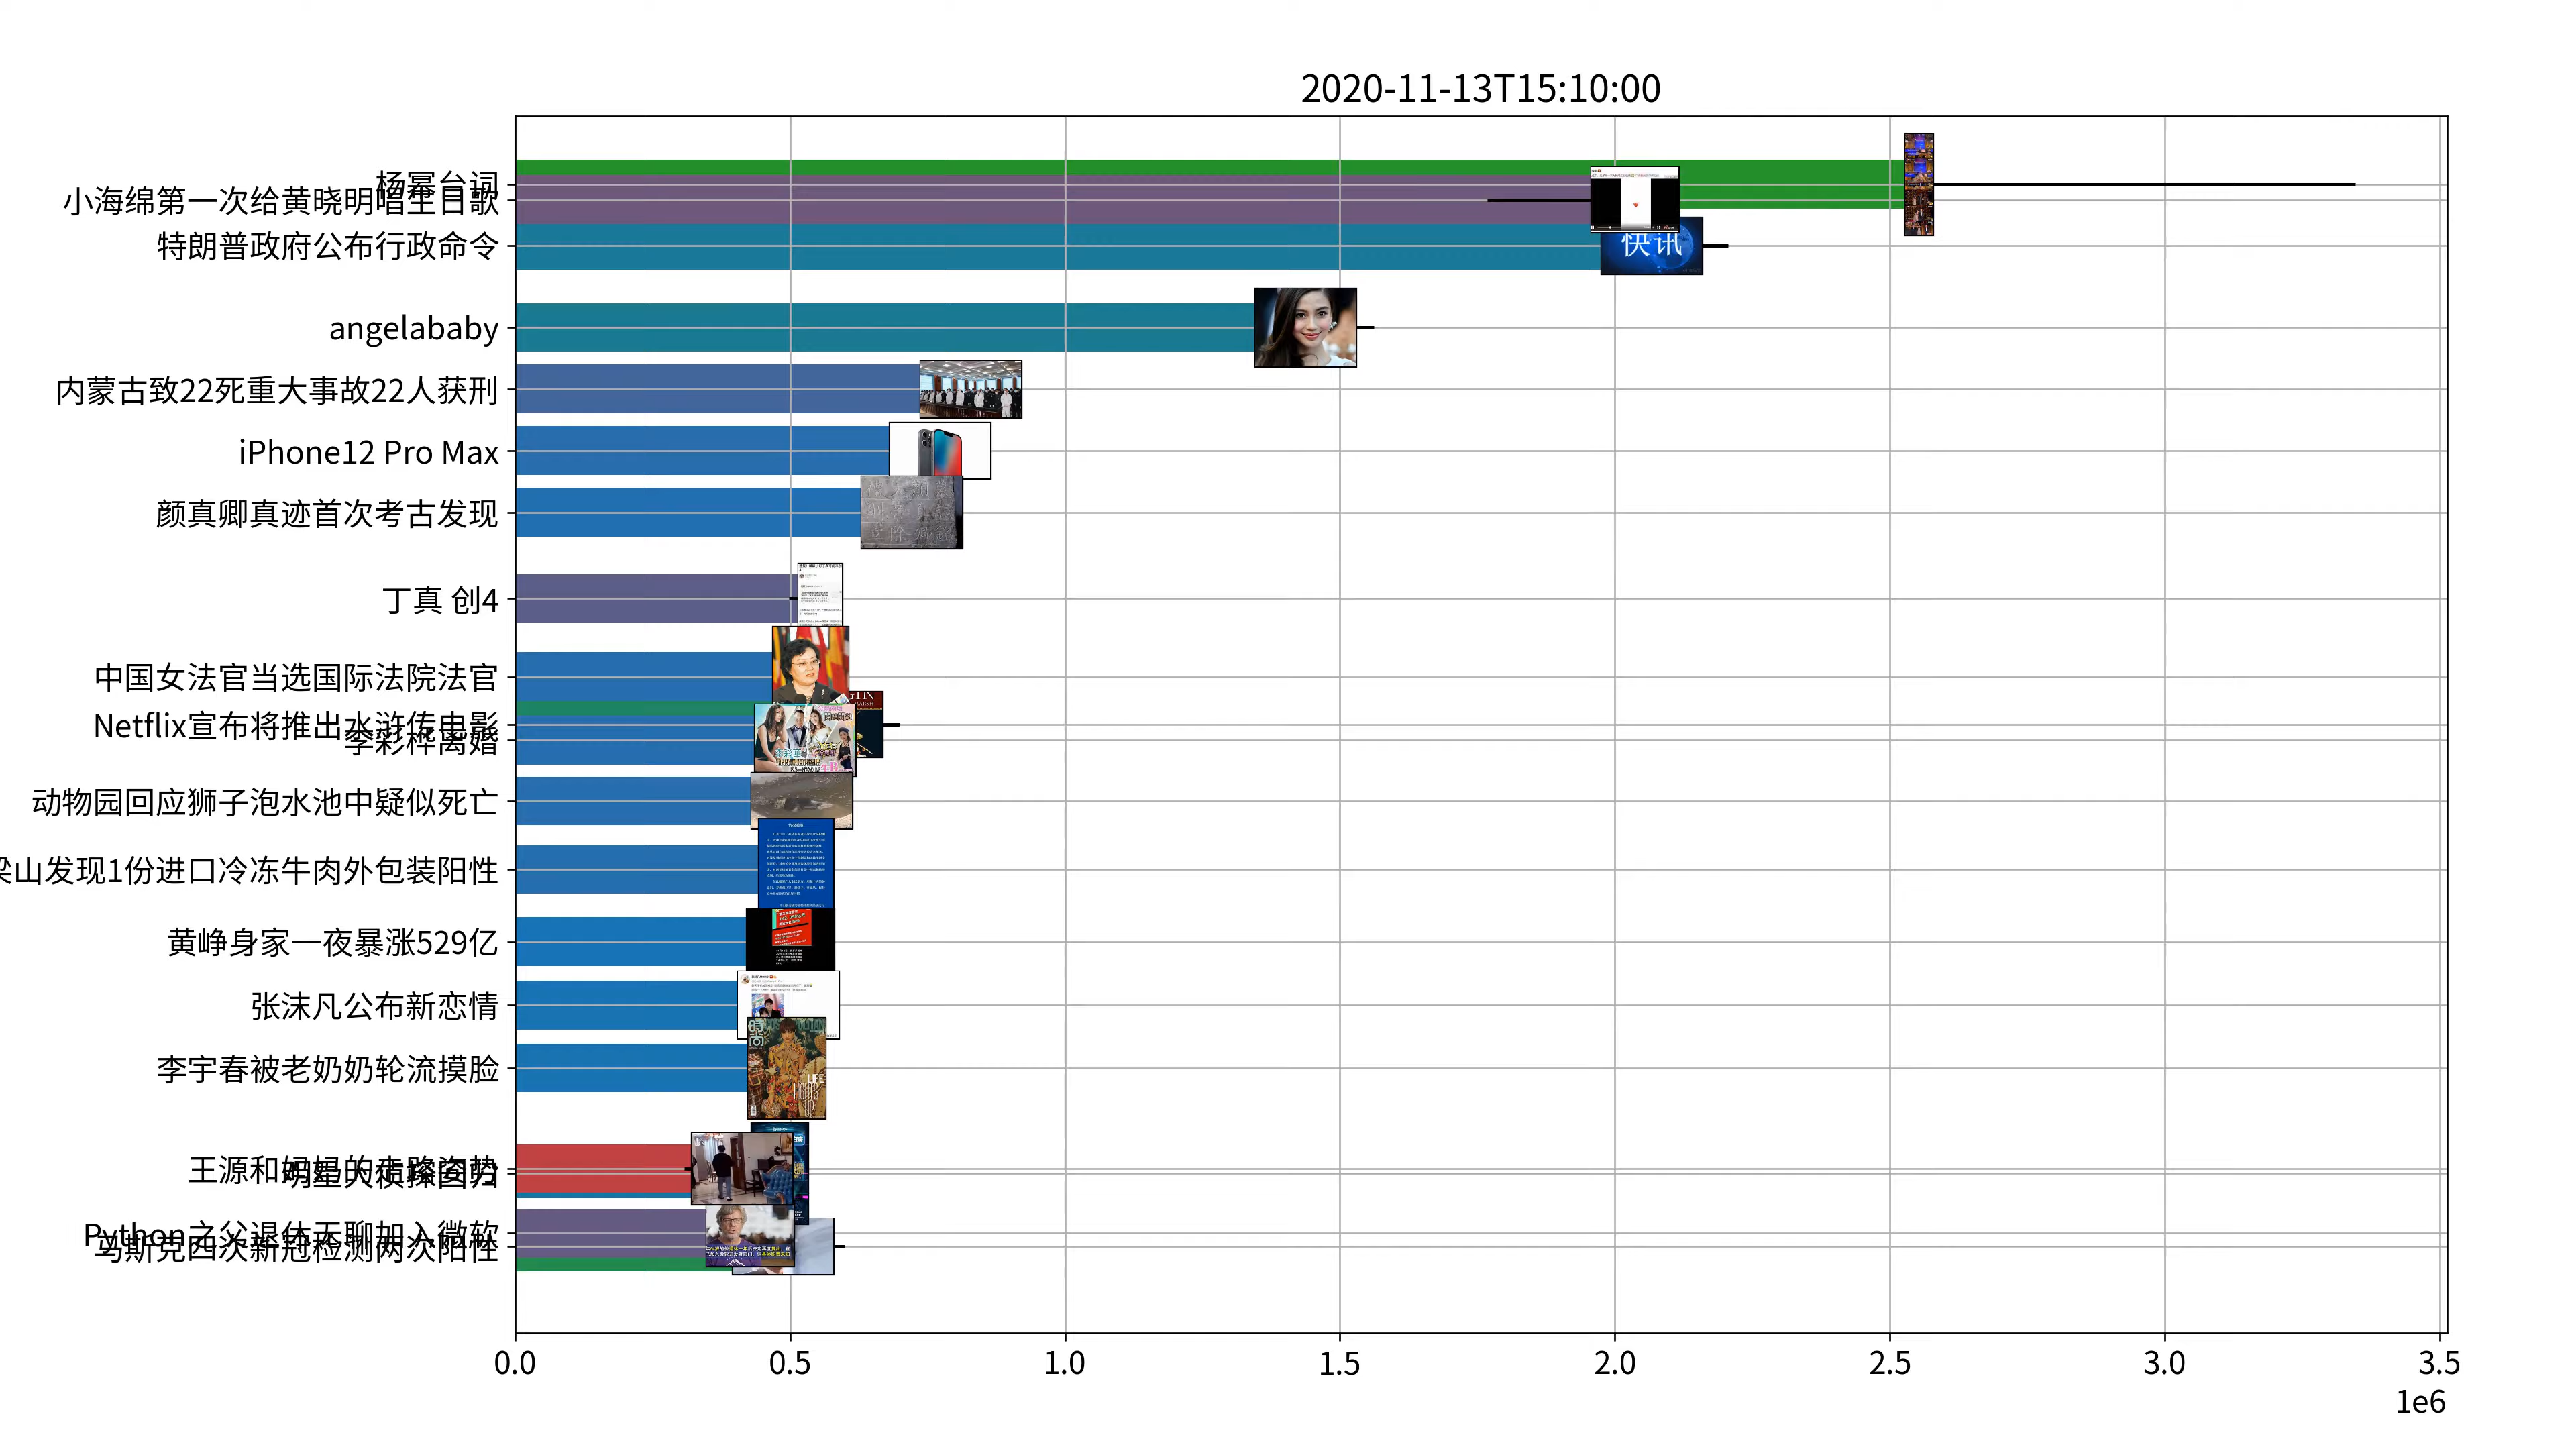 2020-11-13T15:10:00
杨幂台词
小海绵第一次给黄晓明唱生日歌
特朗普政府公布行政命令
快讯
angelababy
内蒙古致22死重大事故22人获刑
iPhone12 Pro Max
颜真卿真迹首次考古发现
丁真 创4
中国女法官当选国际法院法官
Netflix宣布将推出水浒传电影
李彩桦离婚
动物园回应狮子泡水池中疑似死亡
梁山发现1份进口冷冻牛肉外包装阳性
黄峥身家一夜暴涨529亿
张沫凡公布新恋情
時尚
李宇春被老奶奶轮流摸脸
LIFE
王源和妈妈的走路姿势
明星大侦探回归
Python之父退休无聊加入微软
马斯克四次新冠检测两次阳性
0.0 0.5 1.0 1.5 2.0 2.5 3.0 3.5
1e6